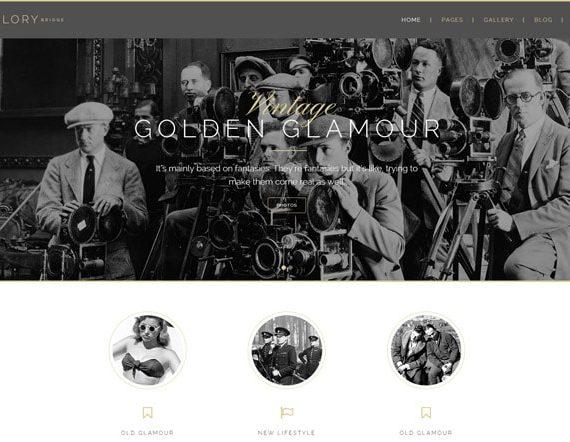 LORY BRIDGE
HOME | PAGES | GALLERY | BLOG |
Vintage
GOLDEN GLAMOUR
It's mainly based on fantasies. They're fantasies but it's like, trying to
make them come real as well.
PHOTOS
OLD GLAMOUR
NEW LIFESTYLE
OLD GLAMOUR